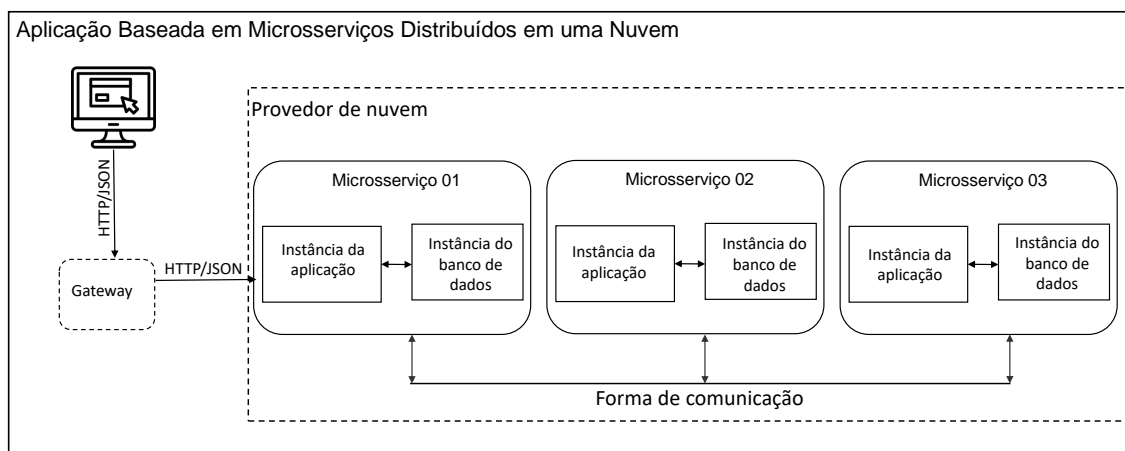 Aplicação Baseada em Microsserviços Distribuídos em uma Nuvem
HTTP/JSON
Gateway
HTTP/JSON
Provedor de nuvem
Microsserviço 01
Instância da
aplicação
Instância do
banco de
dados
Microsserviço 02
Instância da
aplicação
Instância do
banco de
dados
Microsserviço 03
Instância da
aplicação
Instância do
banco de
dados
Forma de comunicação